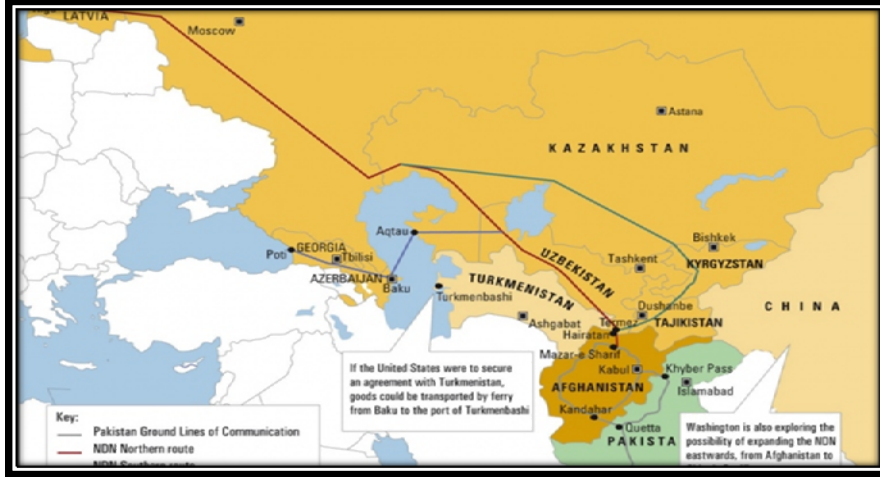 LATVIA
Moscow
Astana
KAZAKHSTAN
Aqtau
Bishkek
Poti
GEORGIA
Tbilisi
UZBEKISTAN
Tashkent
KYRGYZSTAN
AZERBAIJAN
Baku
TURKMENISTAN
Turkmenbashi
Dushanbe
CHINA
Ashgabat
Termez
TAJIKISTAN
Hairatan
Mazar-e Sharif
Kabul
Khyber Pass
AFGHANISTAN
Islamabad
Kandahar
Quetta
PAKISTA
If the United States were to secure
an agreement with Turkmenistan,
goods could be transported by ferry
from Baku to the port of Turkmenbashi
Key:
Pakistan Ground Lines of Communication
NDN Northern route
NDN Southern route
Washington is also exploring the
possibility of expanding the NDN
eastwards, from Afghanistan to